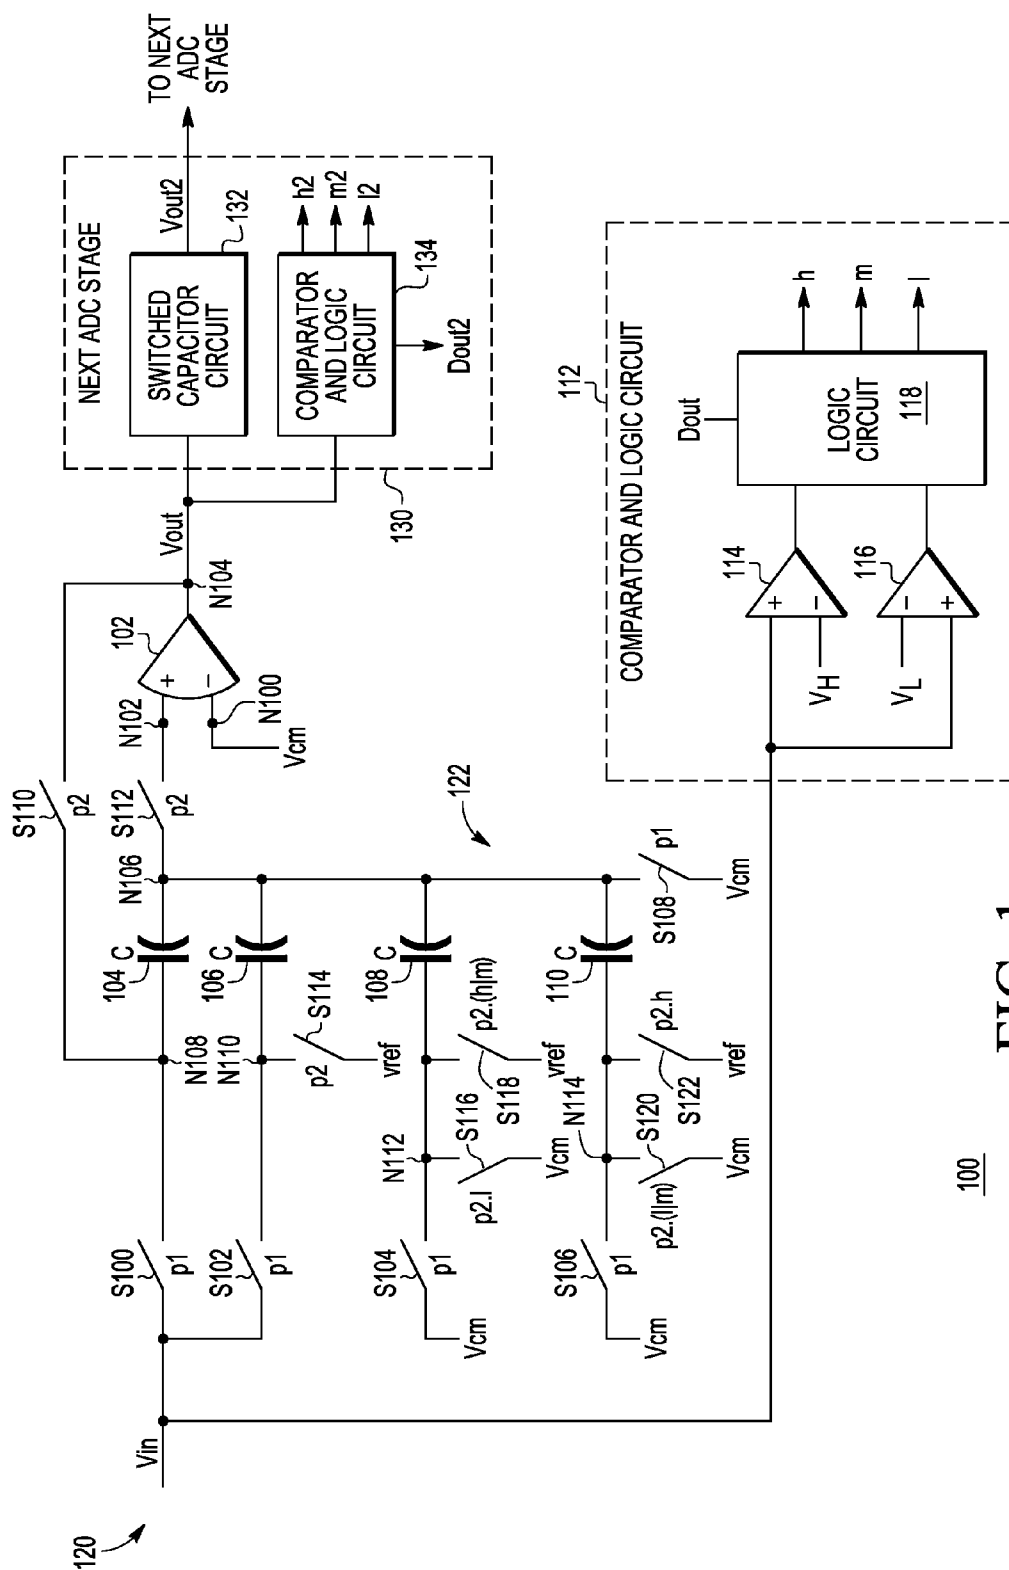 120
Vin
S100
p1
S102
p1
104
C
N108
106
C
N110
S114
p2
vref
N106
S110
p2
S112
p2
N102
102
+
−
N100
Vcm
N104
Vout
NEXT ADC STAGE
SWITCHED
CAPACITOR
CIRCUIT
132
Vout2
TO NEXT
ADC
STAGE
COMPARATOR
AND LOGIC
CIRCUIT
134
h2
m2
l2
Dout2
130
122
S104
p1
Vcm
N112
S116
p2.l
Vcm
108
C
S118
p2.(h|m)
vref
S106
p1
Vcm
N114
S120
p2.(l|m)
Vcm
110
C
S122
p2.h
vref
S108
p1
Vcm
112
COMPARATOR AND LOGIC CIRCUIT
114
+
−
VH
116
−
+
VL
Dout
LOGIC
CIRCUIT
118
h
m
l
100